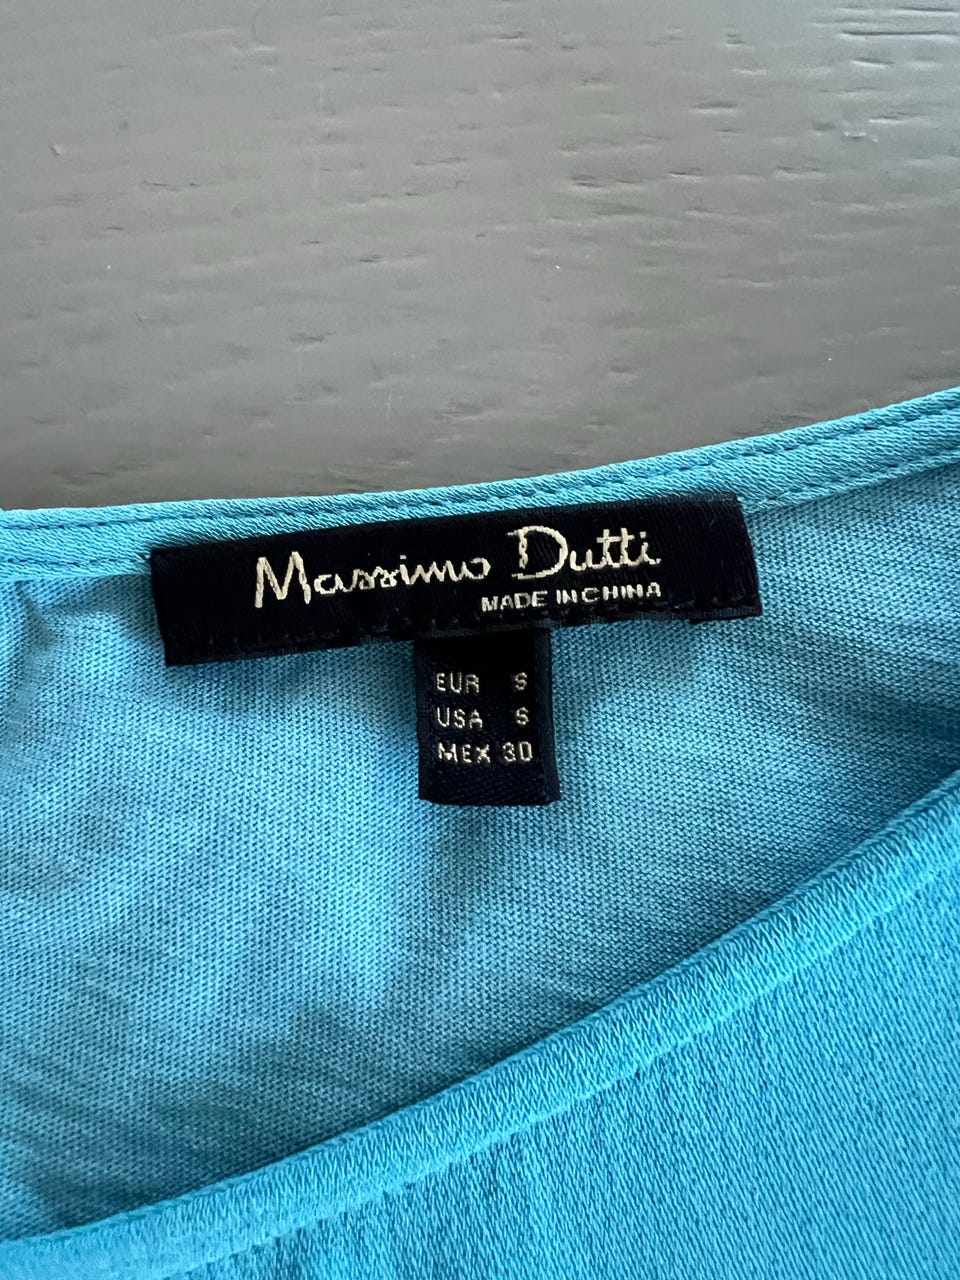 Massimo Dutti
MADE IN CHINA
EUR S
USA S
MEX 30